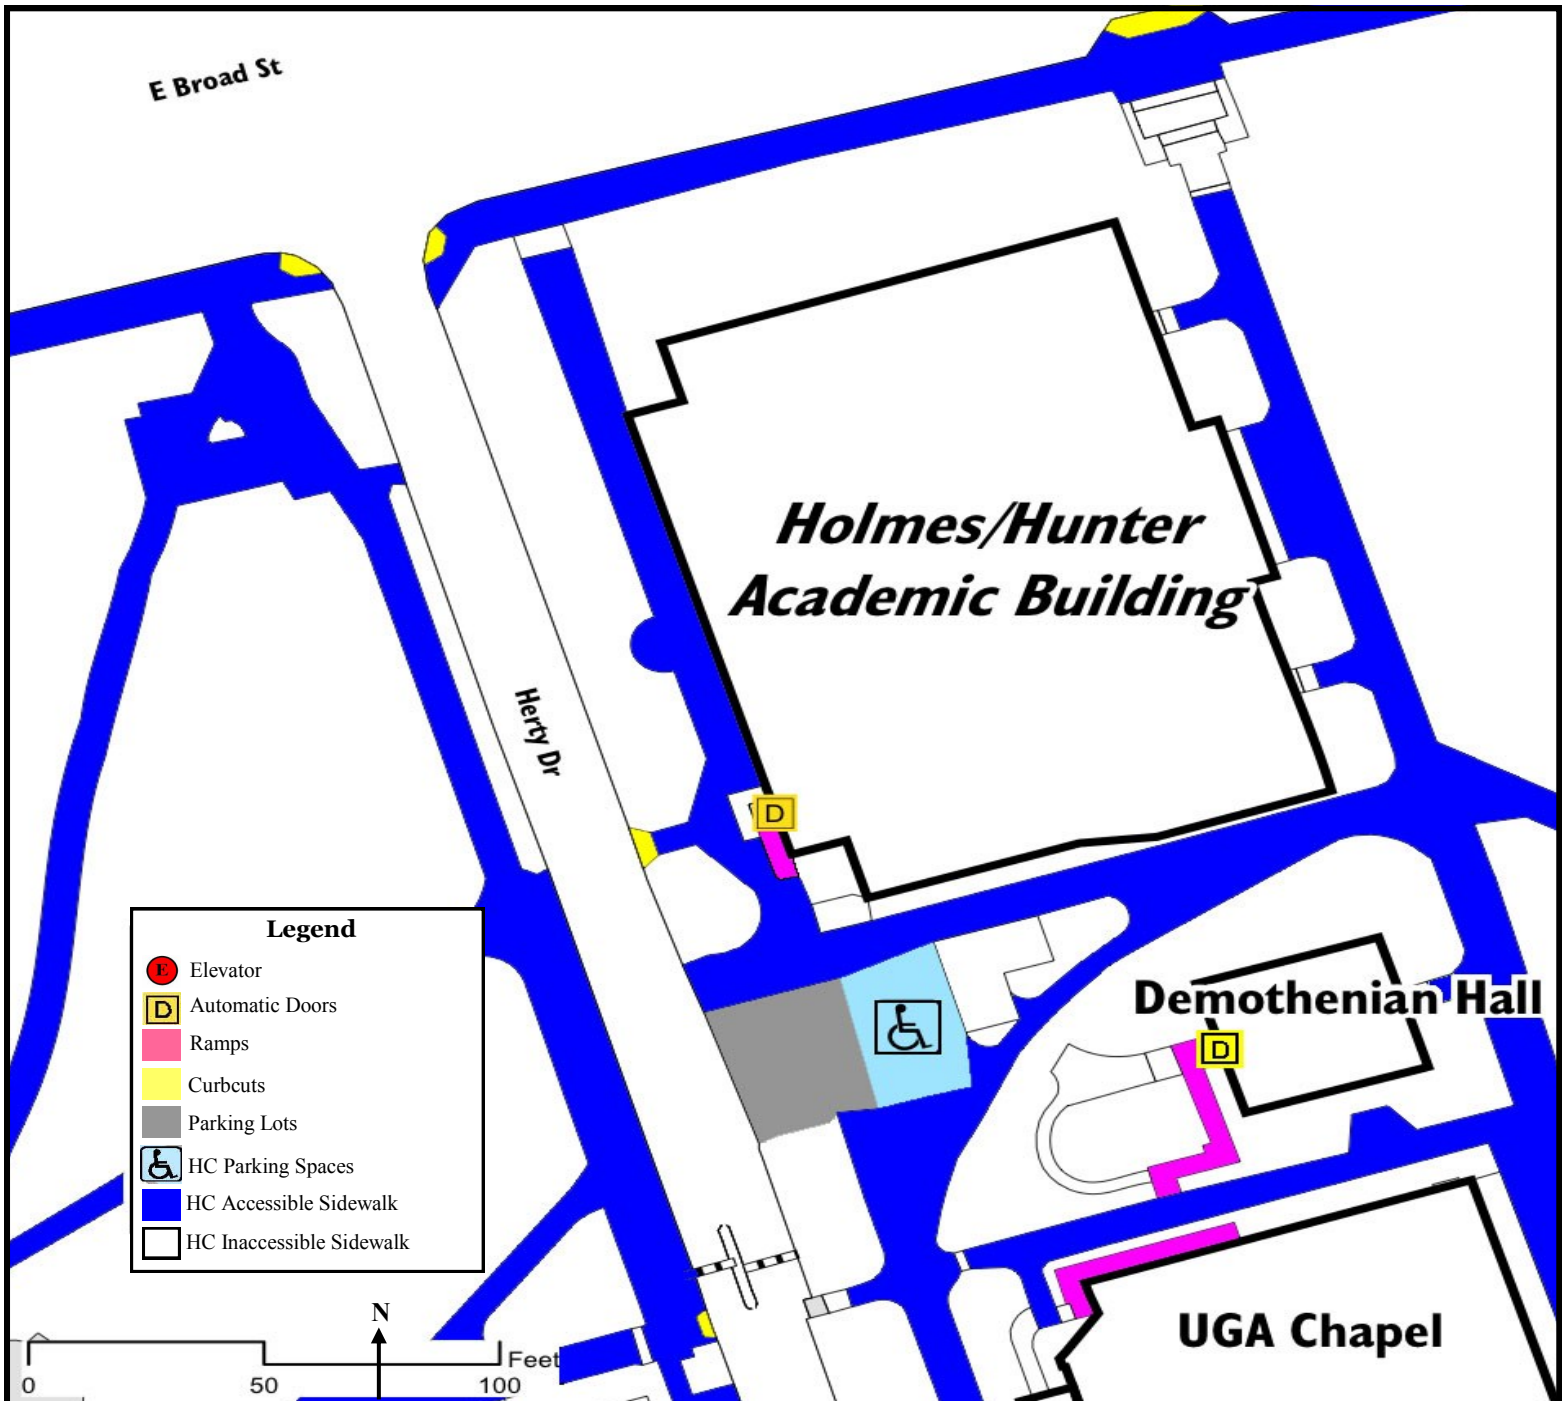 E Broad St
Holmes/Hunter
Academic Building
Herty Dr
D
Demothenian Hall
D
UGA Chapel
Legend
E Elevator
D Automatic Doors
Ramps
Curbcuts
Parking Lots
HC Parking Spaces
HC Accessible Sidewalk
HC Inaccessible Sidewalk
N
Feet
0 50 100